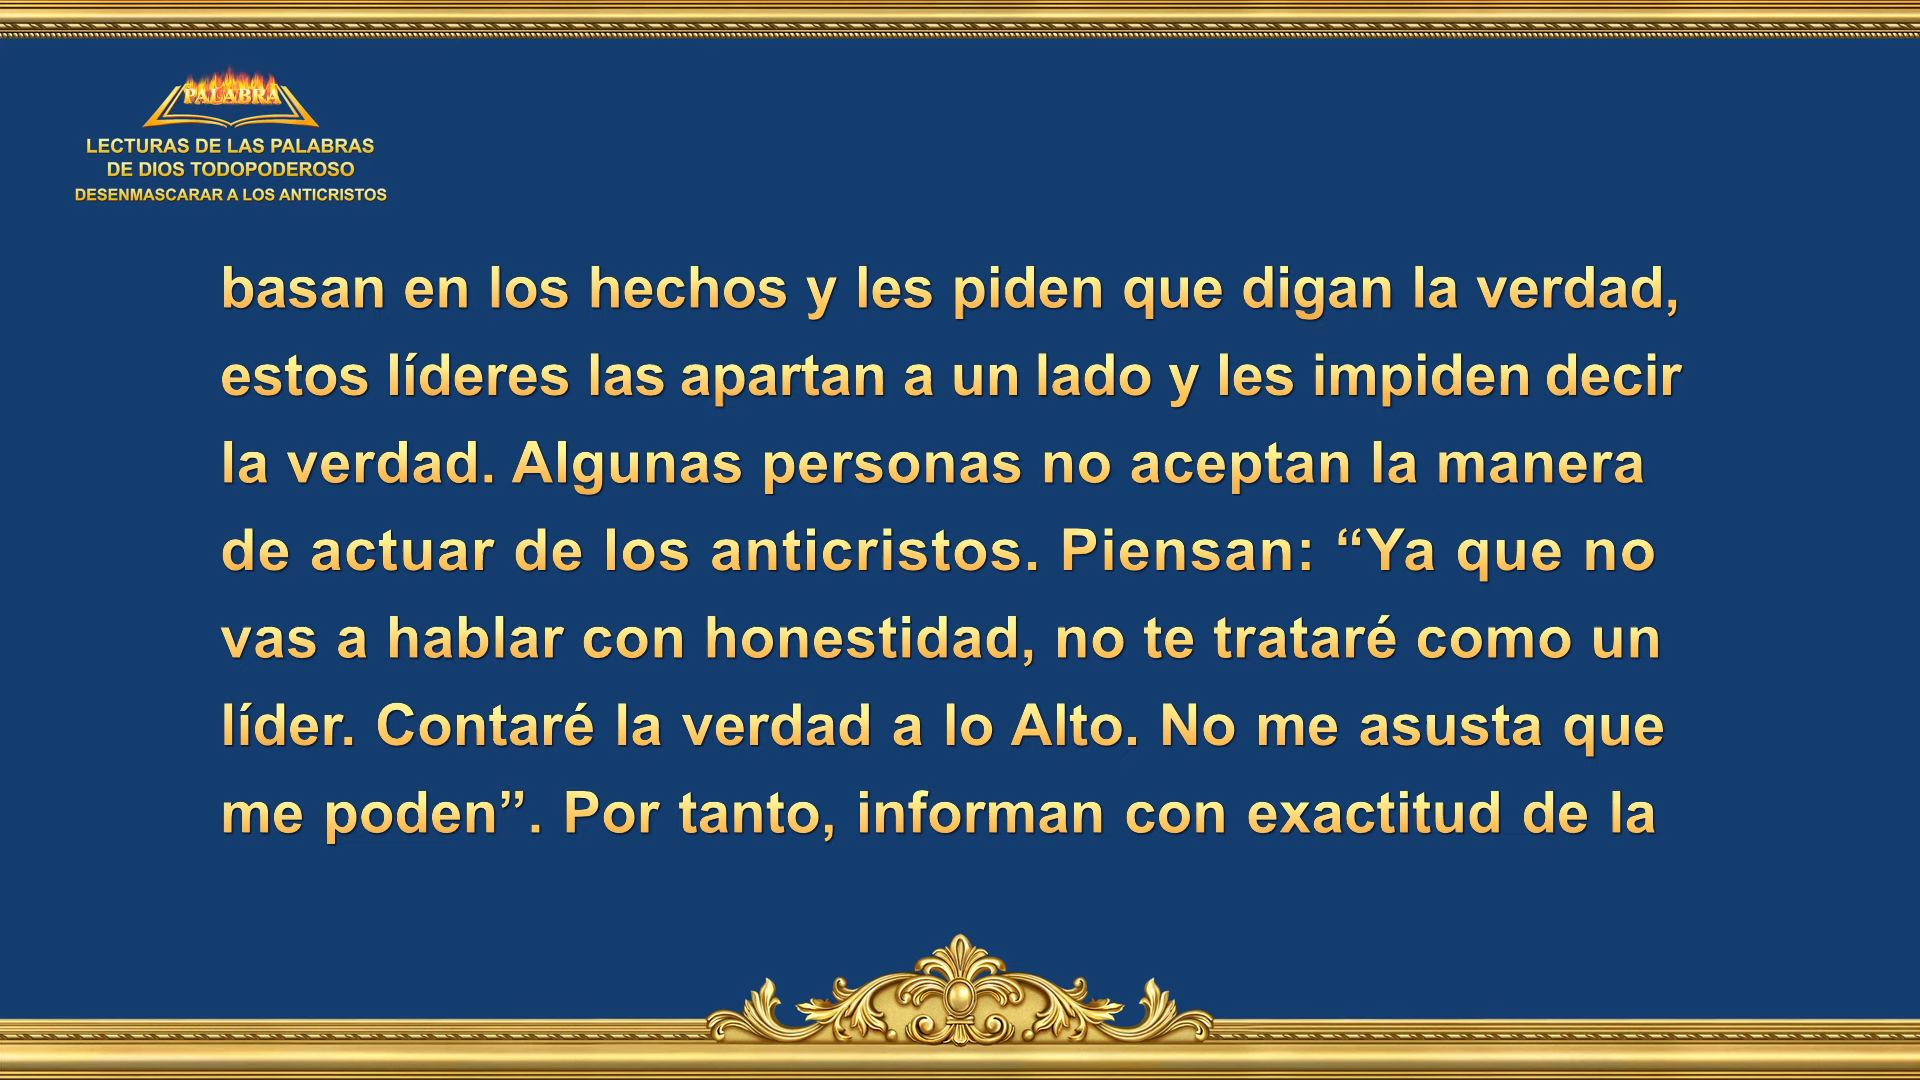 PALABRA
LECTURAS DE LAS PALABRAS
DE DIOS TODOPODEROSO
DESENMASCARAR A LOS ANTICRISTOS
basan en los hechos y les piden que digan la verdad,
estos líderes las apartan a un lado y les impiden decir
la verdad. Algunas personas no aceptan la manera
de actuar de los anticristos. Piensan: “Ya que no
vas a hablar con honestidad, no te trataré como un
líder. Contaré la verdad a lo Alto. No me asusta que
me poden”. Por tanto, informan con exactitud de la